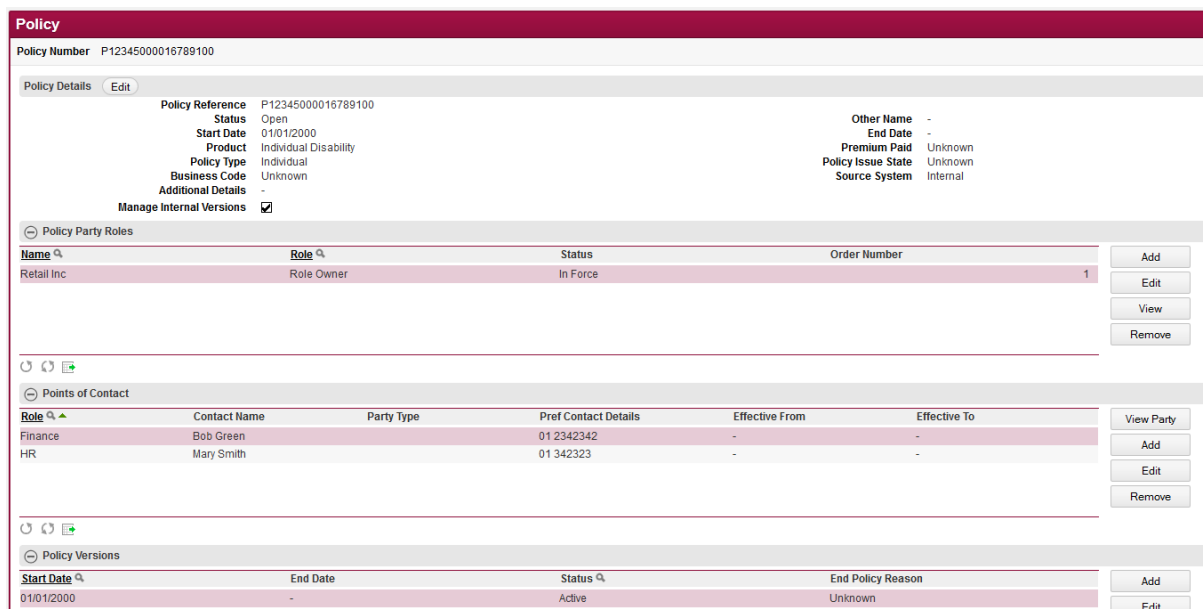 Policy
Policy Number P12345000016789100
Policy Details Edit
Policy Reference P12345000016789100
Status Open Other Name -
Start Date 01/01/2000 End Date -
Product Individual Disability Premium Paid Unknown
Policy Type Individual Policy Issue State Unknown
Business Code Unknown Source System Internal
Additional Details -
Manage Internal Versions
Policy Party Roles
Name Role Status Order Number Add
Retail Inc Role Owner In Force 1
Edit
View
Remove
Points of Contact
Role Contact Name Party Type Pref Contact Details Effective From Effective To View Party
Finance Bob Green 01 2342342 - -
Add
HR Mary Smith 01 342323 - -
Edit
Remove
Policy Versions
Start Date End Date Status End Policy Reason Add
01/01/2000 - Active Unknown
Edit